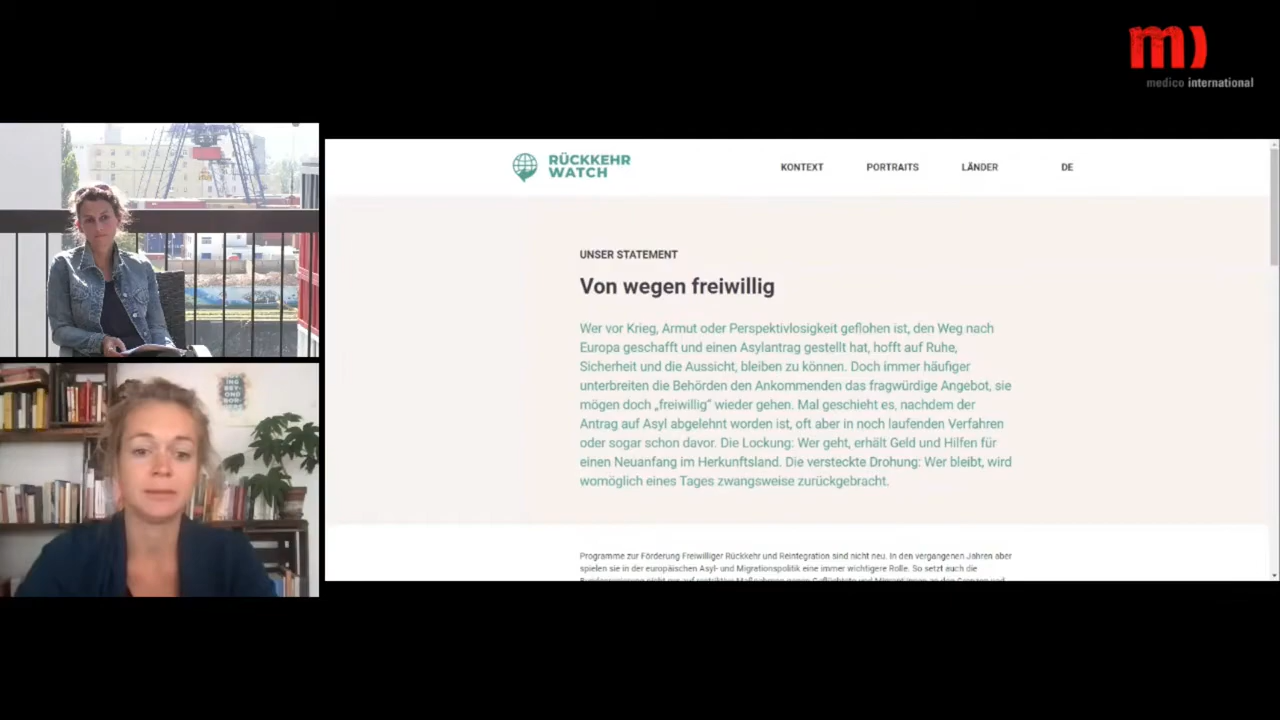 m)
medico international
RÜCKKEHR
WATCH
KONTEXT PORTRAITS LÄNDER DE
UNSER STATEMENT
Von wegen freiwillig
Wer vor Krieg, Armut oder Perspektivlosigkeit geflohen ist, den Weg nach
Europa geschafft und einen Asylantrag gestellt hat, hofft auf Ruhe,
Sicherheit und die Aussicht, bleiben zu können. Doch immer häufiger
unterbreiten die Behörden den Ankommenden das fragwürdige Angebot, sie
mögen doch „freiwillig“ wieder gehen. Mal geschieht es, nachdem der
Antrag auf Asyl abgelehnt worden ist, oft aber in noch laufenden Verfahren
oder sogar schon davor. Die Lockung: Wer geht, erhält Geld und Hilfen für
einen Neuanfang im Herkunftsland. Die versteckte Drohung: Wer bleibt, wird
womöglich eines Tages zwangsweise zurückgebracht.
Programme zur Förderung Freiwilliger Rückkehr und Reintegration sind nicht neu. In den vergangenen Jahren aber
spielen sie in der europäischen Asyl- und Migrationspolitik eine immer wichtigere Rolle. So setzt auch die